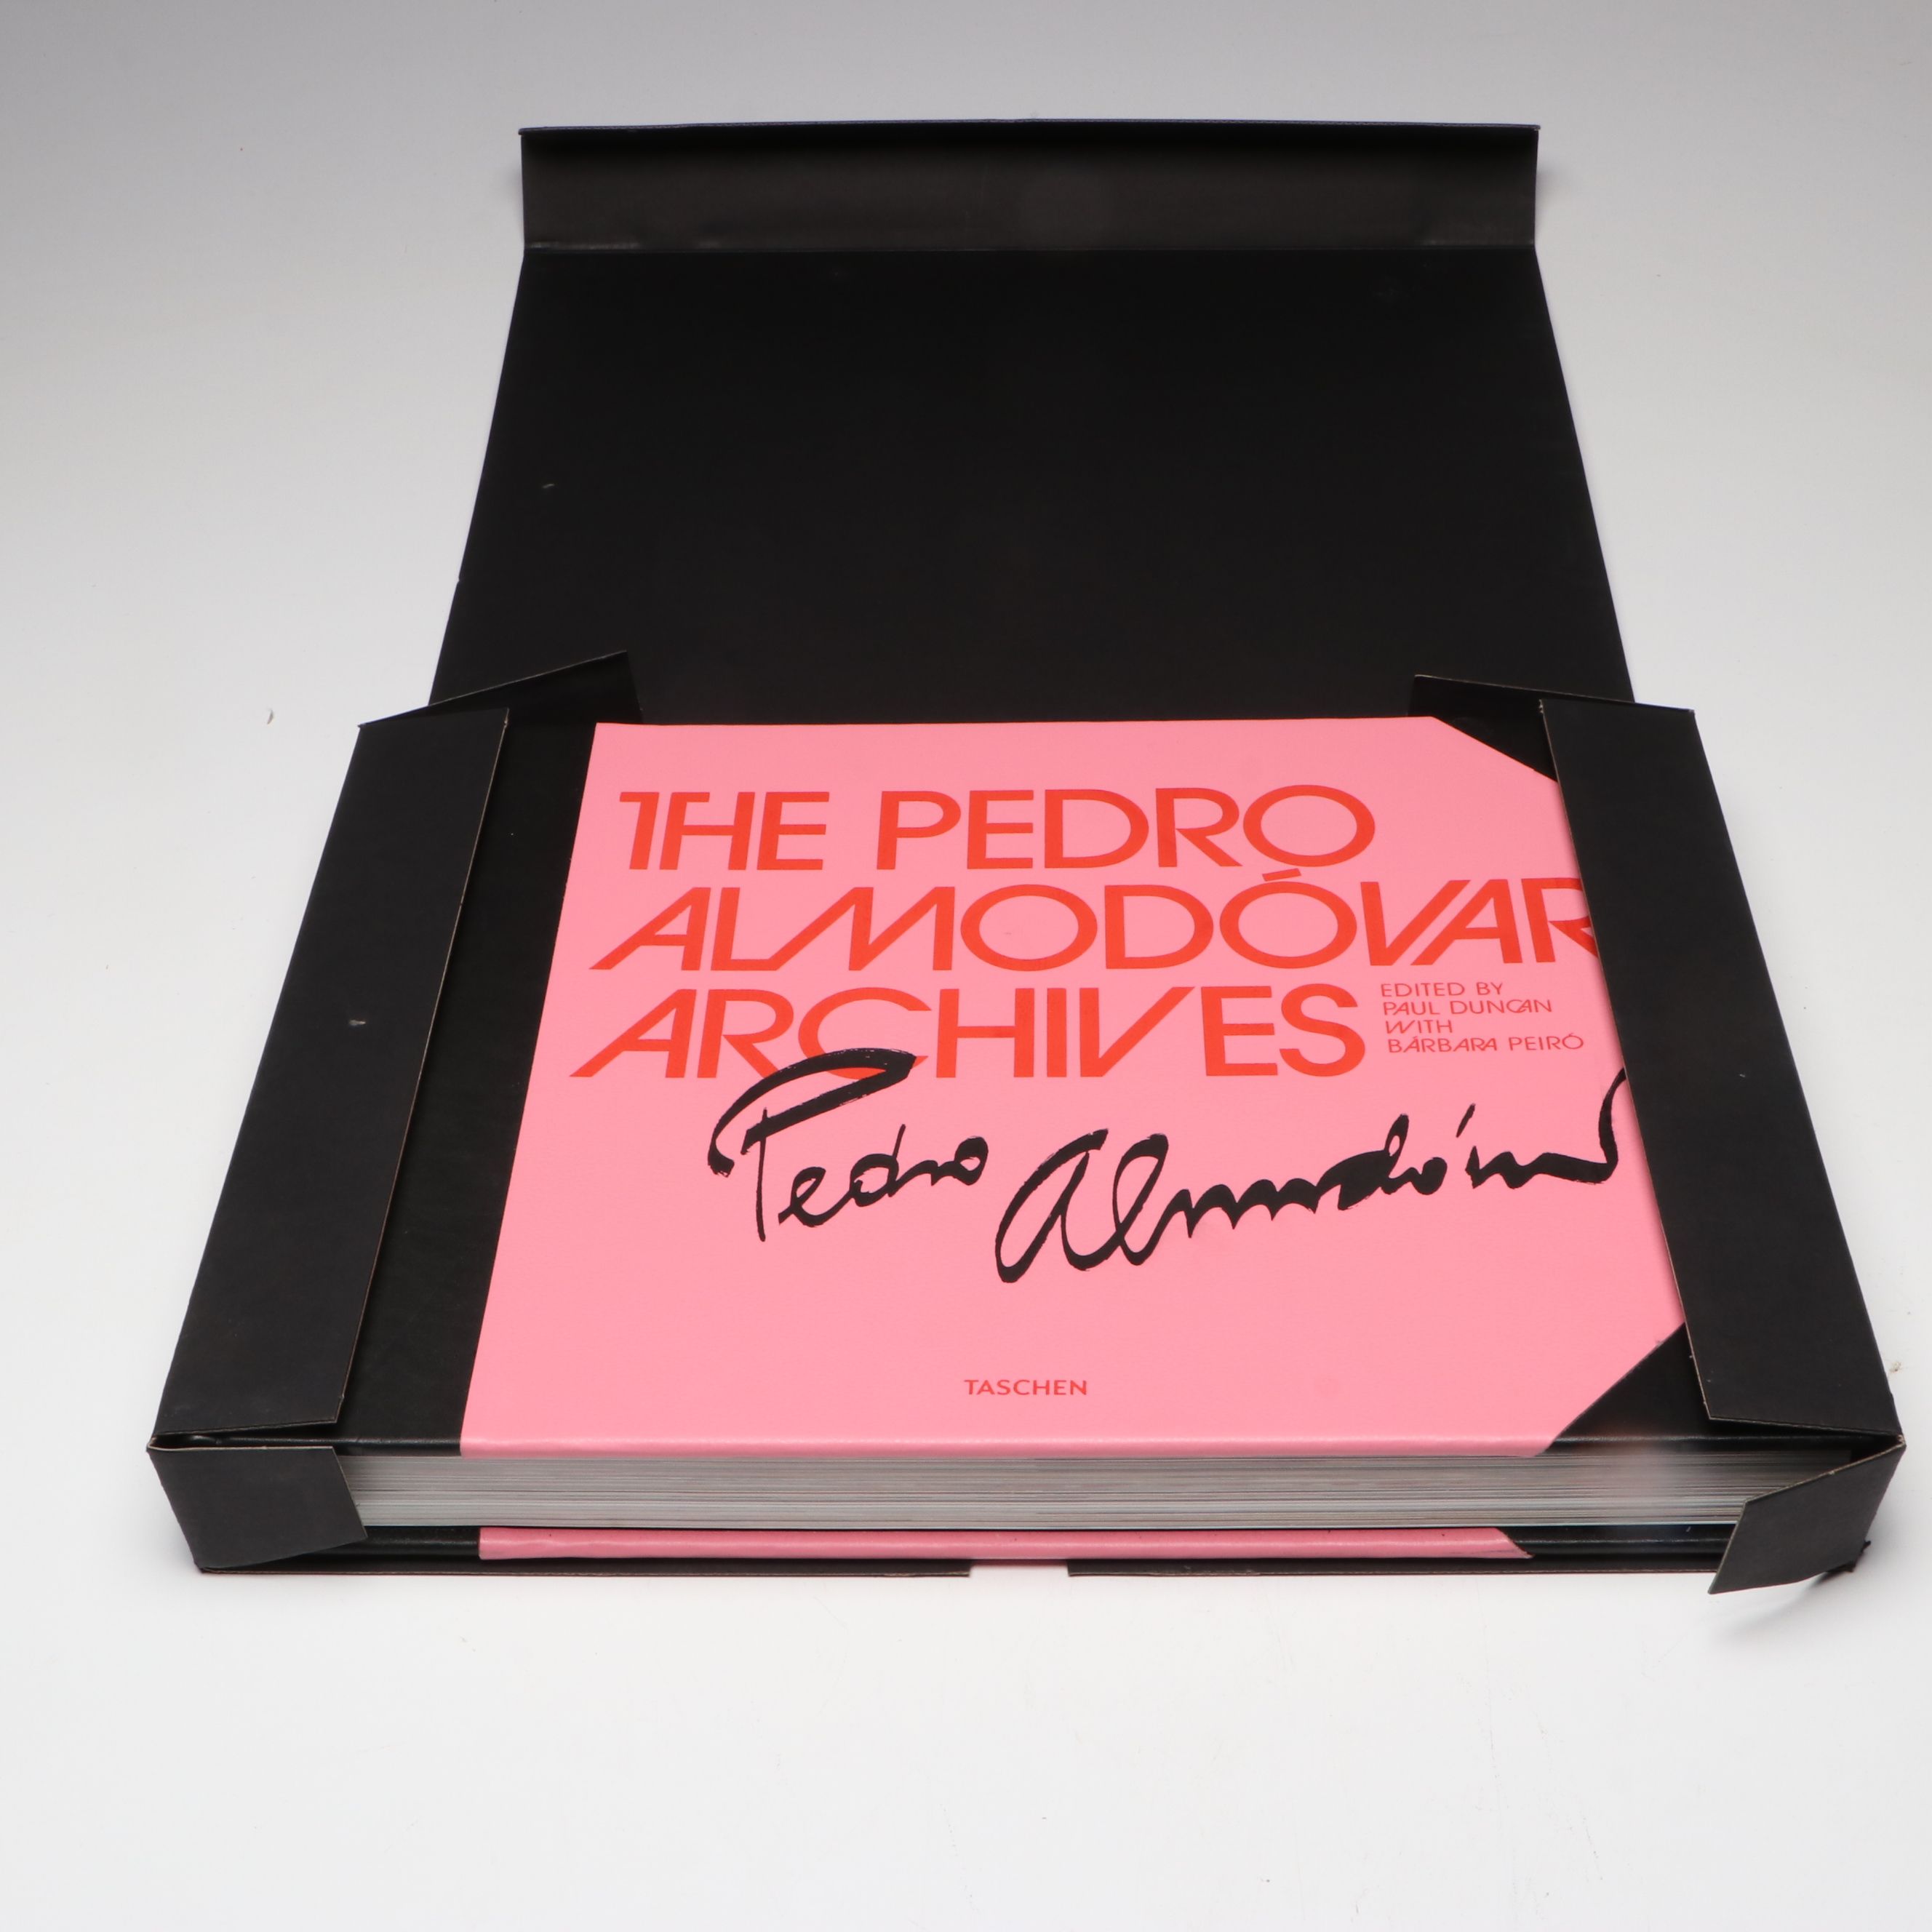 THE PEDRO
ALMODÓVAR
ARCHIVES
EDITED BY
PAUL DUNCAN
WITH
BÁRBARA PEIRÓ
Pedro Almodóvar
TASCHEN